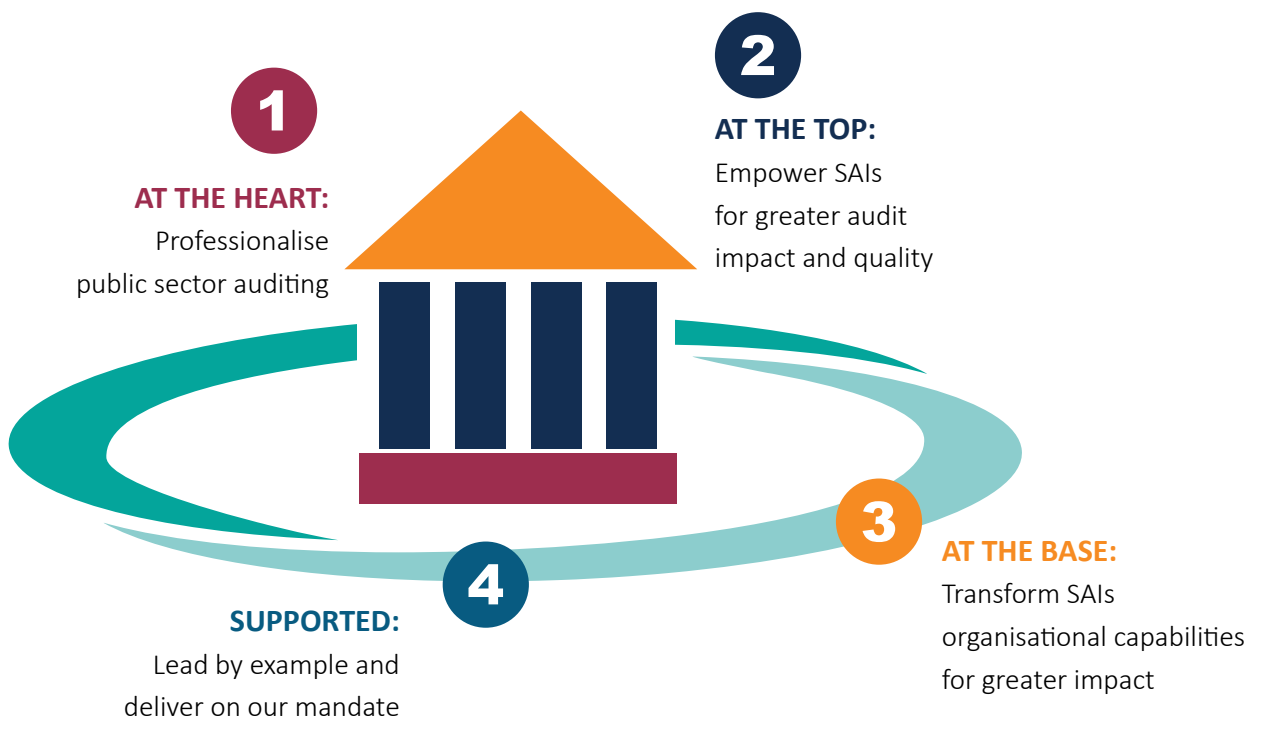 1
AT THE HEART:
Professionalise
public sector auditing
2
AT THE TOP:
Empower SAIs
for greater audit
impact and quality
3
AT THE BASE:
Transform SAIs
organisational capabilities
for greater impact
4
SUPPORTED:
Lead by example and
deliver on our mandate